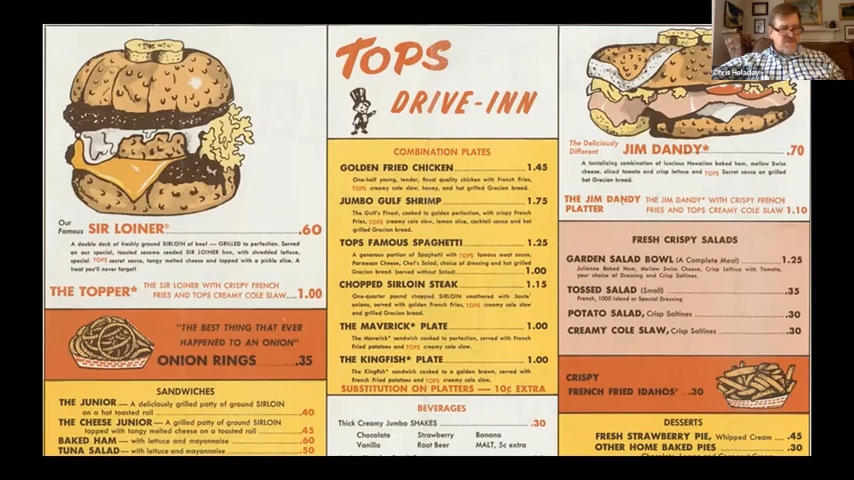 Our
Famous SIR LOINER® .60
A double deck of freshly ground SIRLOIN of beef — GRILLED to perfection. Served
on our special, toasted sesame seeded SIR LOINER bun, with shredded lettuce,
special TOPS secret sauce, tangy melted cheese and topped with a pickle slice. A
treat you'll never forget!
THE TOPPER* THE SIR LOINER WITH CRISPY FRENCH
FRIES AND TOPS CREAMY COLE SLAW 1.00
"THE BEST THING THAT EVER
HAPPENED TO AN ONION"
ONION RINGS .35
SANDWICHES
THE JUNIOR — A deliciously grilled patty of ground SIRLOIN
on a hot toasted roll .40
THE CHEESE JUNIOR — A grilled patty of ground SIRLOIN
topped with tangy melted cheese on a toasted roll .45
BAKED HAM — with lettuce and mayonnaise .60
TUNA SALAD — with lettuce and mayonnaise .50
TOPS
DRIVE-INN
COMBINATION PLATES
GOLDEN FRIED CHICKEN 1.45
One-half young, tender, finest quality chicken with French Fries,
TOPS creamy cole slaw, honey, and hot grilled Grecian bread.
JUMBO GULF SHRIMP 1.75
The Gulf's Finest, cooked to golden perfection, with crispy French
Fries, TOPS creamy cole slaw, lemon slice, cocktail sauce and hot
grilled Grecian bread.
TOPS FAMOUS SPAGHETTI 1.25
A generous portion of Spaghetti with TOPS famous meat sauce,
Parmesan Cheese, Chef's Salad, choice of dressing and hot grilled
Grecian bread. (served without Salad) 1.00
CHOPPED SIRLOIN STEAK 1.15
One-quarter pound chopped SIRLOIN smothered with Saute'
onions, served with golden French Fries, TOPS creamy cole slaw
and grilled Grecian bread.
THE MAVERICK* PLATE 1.00
The Maverick* sandwich cooked to perfection, served with French
Fried potatoes and TOPS creamy cole slaw.
THE KINGFISH* PLATE 1.00
The Kingfish* sandwich cooked to a golden brown, served with
French Fried potatoes and TOPS creamy cole slaw.
SUBSTITUTION ON PLATTERS — 10¢ EXTRA
BEVERAGES
Thick Creamy Jumbo SHAKES .30
Chocolate Strawberry Banana
Vanilla Root Beer MALT, 5c extra
Chris Holaday
The Deliciously
Different JIM DANDY* .70
A tantalizing combination of luscious Hawaiian baked ham, mellow Swiss
cheese, sliced tomato and crisp lettuce and TOPS Secret sauce on grilled
hot Grecian bread.
THE JIM DANDY THE JIM DANDY* WITH CRISPY FRENCH
PLATTER FRIES AND TOPS CREAMY COLE SLAW 1.10
FRESH CRISPY SALADS
GARDEN SALAD BOWL (A Complete Meal) 1.25
Julienne Baked Ham, Mellow Swiss Cheese, Crisp Lettuce with Tomato,
your choice of Dressing and Crisp Saltines.
TOSSED SALAD (Small) .35
French, 1000 Island or Special Dressing
POTATO SALAD, Crisp Saltines .30
CREAMY COLE SLAW, Crisp Saltines .30
CRISPY
FRENCH FRIED IDAHOS' .30
DESSERTS
FRESH STRAWBERRY PIE, Whipped Cream .45
OTHER HOME BAKED PIES .30